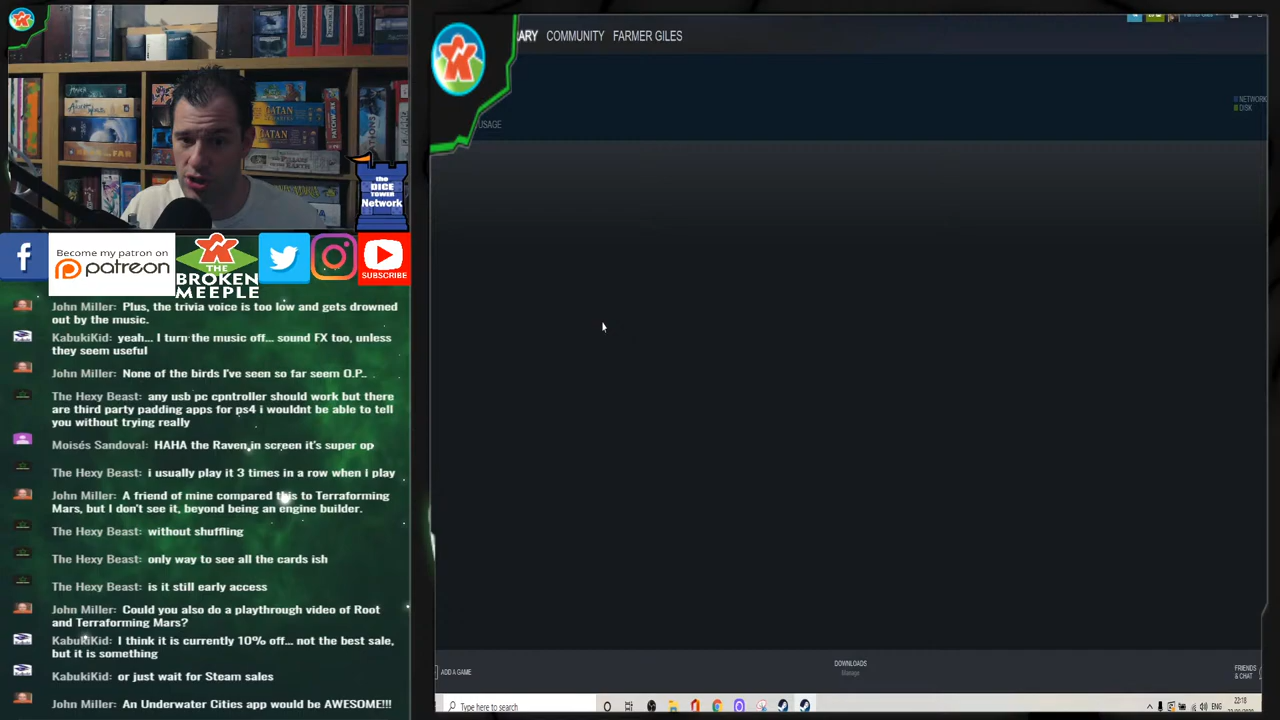 ARY COMMUNITY FARMER GILES
NETWORK
DISK
USAGE
CATAN
CATAN
the
DICE
TOWER
Network
Become my patron on
patreon
THE
BROKEN
MEEPLE
SUBSCRIBE
John Miller: Plus, the trivia voice is too low and gets drowned
out by the music.
KabukiKid: yeah... I turn the music off... sound FX too, unless
they seem useful
John Miller: None of the birds I've seen so far seem O.P..
The Hexy Beast: any usb pc cpntroller should work but there
are third party padding apps for ps4 i wouldnt be able to tell
you without trying really
Moisés Sandoval: HAHA the Raven in screen it's super op
The Hexy Beast: i usually play it 3 times in a row when i play
John Miller: A friend of mine compared this to Terraforming
Mars, but I don't see it, beyond being an engine builder.
The Hexy Beast: without shuffling
The Hexy Beast: only way to see all the cards ish
The Hexy Beast: is it still early access
John Miller: Could you also do a playthrough video of Root
and Terraforming Mars?
KabukiKid: I think it is currently 10% off... not the best sale,
but it is something
KabukiKid: or just wait for Steam sales
John Miller: An Underwater Cities app would be AWESOME!!!
ADD A GAME
DOWNLOADS
Manage
FRIENDS
& CHAT
Type here to search
ENG
22:18